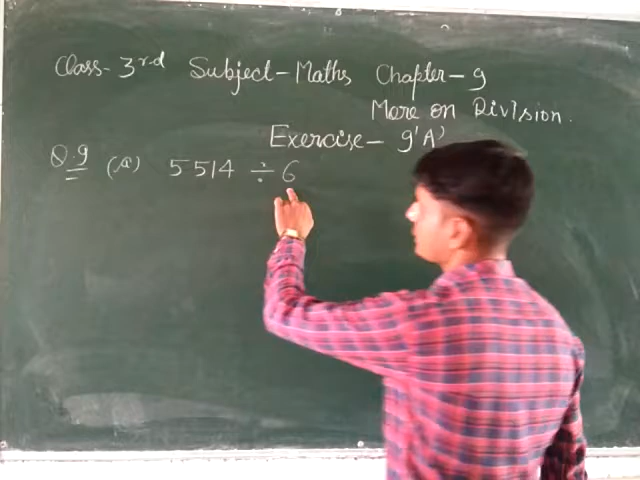 Class- 3rd Subject-Maths Chapter-9
More on Division.
Exercise- 9'A'
Q.9 (a) 5514 ÷ 6